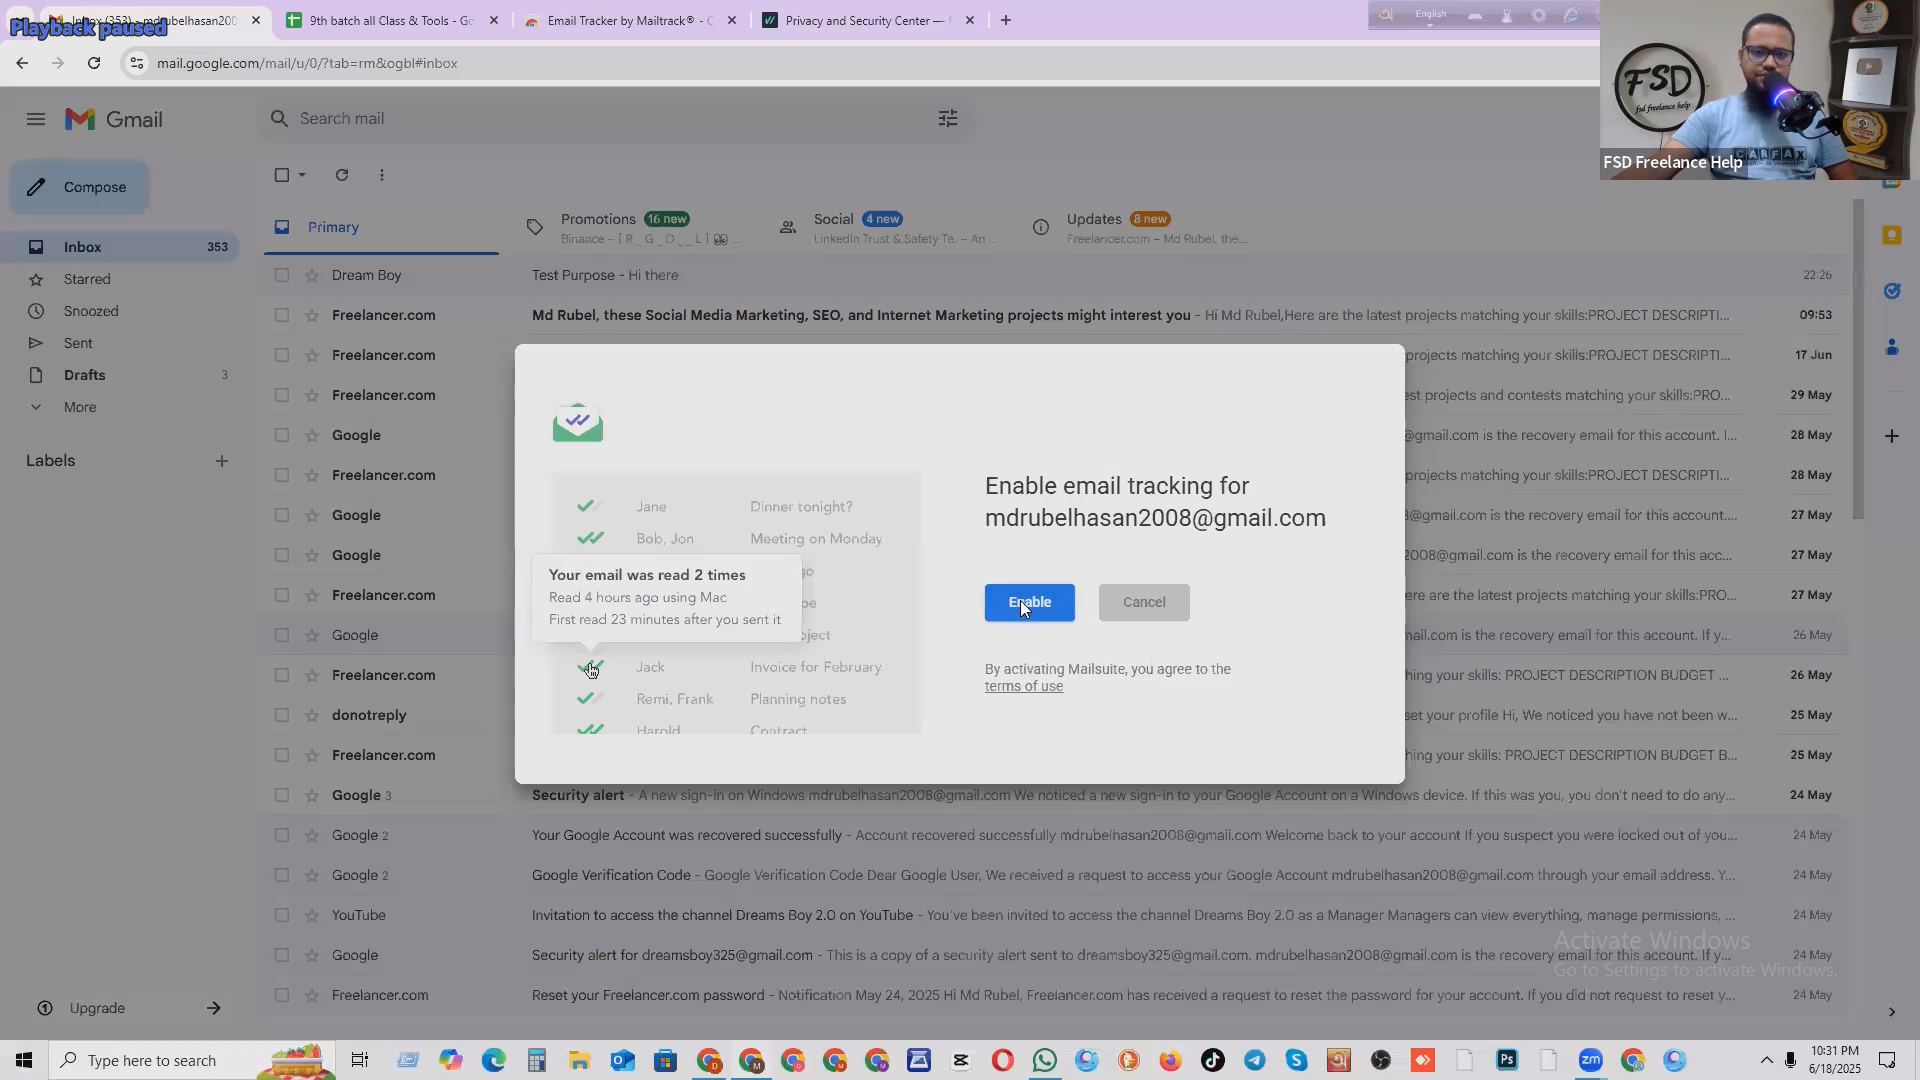 Inbox (353) - mdrubelhasan200
9th batch all Class & Tools - Go
Email Tracker by Mailtrack® - C
Privacy and Security Center —
English
Playback paused
mail.google.com/mail/u/0/?tab=rm&ogbl#inbox
FSD
fsd freelance help
CARFAX
FSD Freelance Help
Gmail
Search mail
Compose
Inbox 353
Starred
Snoozed
Sent
Drafts 3
More
Labels
Upgrade
Primary
Promotions 16 new
Binance – [ R _ G _ O _ _ L ]
Social 4 new
LinkedIn Trust & Safety Te. – An ...
Updates 8 new
Freelancer.com – Md Rubel, the...
Dream Boy Test Purpose - Hi there 22:26
Freelancer.com Md Rubel, these Social Media Marketing, SEO, and Internet Marketing projects might interest you - Hi Md Rubel,Here are the latest projects matching your skills:PROJECT DESCRIPTI... 09:53
Freelancer.com projects matching your skills:PROJECT DESCRIPTI... 17 Jun
Freelancer.com est projects and contests matching your skills:PRO... 29 May
Google @gmail.com is the recovery email for this account. I... 28 May
Freelancer.com projects matching your skills:PROJECT DESCRIPTI... 28 May
Google 8@gmail.com is the recovery email for this account. ... 27 May
Google 2008@gmail.com is the recovery email for this acc... 27 May
Freelancer.com ere are the latest projects matching your skills:PRO... 27 May
Google mail.com is the recovery email for this account. If y... 26 May
Freelancer.com ching your skills:PROJECT DESCRIPTION BUDGET ... 26 May
donotreply set your profile Hi, We noticed you have not been w... 25 May
Freelancer.com hing your skills: PROJECT DESCRIPTION BUDGET B... 25 May
Google 3 Security alert - A new sign-in on Windows mdrubelhasan2008@gmail.com We noticed a new sign-in to your Google Account on a Windows device. If this was you, you don't need to do any... 24 May
Google 2 Your Google Account was recovered successfully - Account recovered successfully mdrubelhasan2008@gmail.com Welcome back to your account If you suspect you were locked out of you... 24 May
Google 2 Google Verification Code - Google Verification Code Dear Google User, We received a request to access your Google Account mdrubelhasan2008@gmail.com through your email address. Y... 24 May
YouTube Invitation to access the channel Dreams Boy 2.0 on YouTube - You've been invited to access the channel Dreams Boy 2.0 as a Manager Managers can view everything, manage permissions, ... 24 May
Google Security alert for dreamsboy325@gmail.com - This is a copy of a security alert sent to dreamsboy325@gmail.com. mdrubelhasan2008@gmail.com is the recovery email for this account. If y... 24 May
Freelancer.com Reset your Freelancer.com password - Notification May 24, 2025 Hi Md Rubel, Freelancer.com has received a request to reset the password for your account. If you did not request to reset y... 24 May
Jane Dinner tonight?
Bob, Jon Meeting on Monday
Your email was read 2 times
Read 4 hours ago using Mac
First read 23 minutes after you sent it
Jack Invoice for February
Remi, Frank Planning notes
Harold Contract
Enable email tracking for
mdrubelhasan2008@gmail.com
Enable
Cancel
By activating Mailsuite, you agree to the
terms of use
Activate Windows
Go to Settings to activate Windows.
Type here to search
10:31 PM
6/18/2025